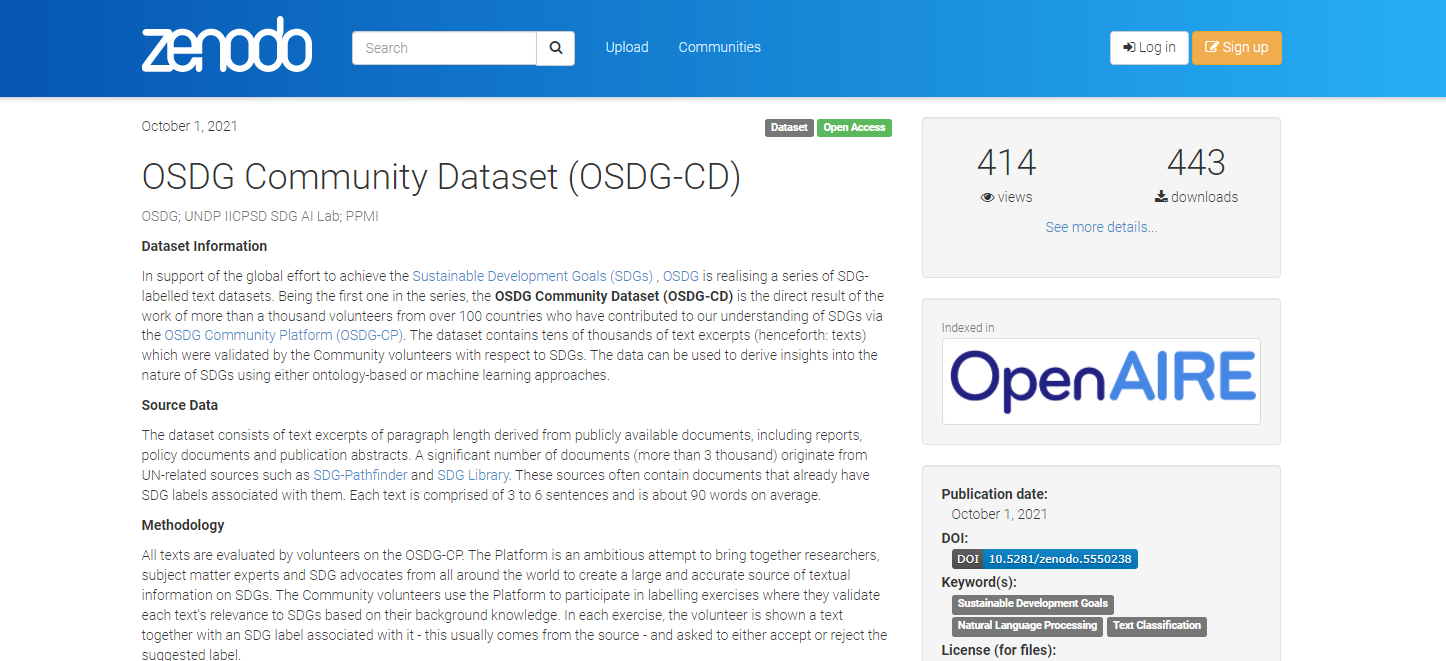 zenodo
Search
Upload
Communities
Log in
Sign up
October 1, 2021
Dataset
Open Access
OSDG Community Dataset (OSDG-CD)
OSDG; UNDP IICPSD SDG AI Lab; PPMI
Dataset Information
In support of the global effort to achieve the Sustainable Development Goals (SDGs) , OSDG is realising a series of SDG-
labelled text datasets. Being the first one in the series, the OSDG Community Dataset (OSDG-CD) is the direct result of the
work of more than a thousand volunteers from over 100 countries who have contributed to our understanding of SDGs via
the OSDG Community Platform (OSDG-CP). The dataset contains tens of thousands of text excerpts (henceforth: texts)
which were validated by the Community volunteers with respect to SDGs. The data can be used to derive insights into the
nature of SDGs using either ontology-based or machine learning approaches.
Source Data
The dataset consists of text excerpts of paragraph length derived from publicly available documents, including reports,
policy documents and publication abstracts. A significant number of documents (more than 3 thousand) originate from
UN-related sources such as SDG-Pathfinder and SDG Library. These sources often contain documents that already have
SDG labels associated with them. Each text is comprised of 3 to 6 sentences and is about 90 words on average.
Methodology
All texts are evaluated by volunteers on the OSDG-CP. The Platform is an ambitious attempt to bring together researchers,
subject matter experts and SDG advocates from all around the world to create a large and accurate source of textual
information on SDGs. The Community volunteers use the Platform to participate in labelling exercises where they validate
each text's relevance to SDGs based on their background knowledge. In each exercise, the volunteer is shown a text
together with an SDG label associated with it - this usually comes from the source - and asked to either accept or reject the
suggested label.
414
views
443
downloads
See more details...
Indexed in
OpenAIRE
Publication date:
October 1, 2021
DOI:
DOI 10.5281/zenodo.5550238
Keyword(s):
Sustainable Development Goals
Natural Language Processing
Text Classification
License (for files):